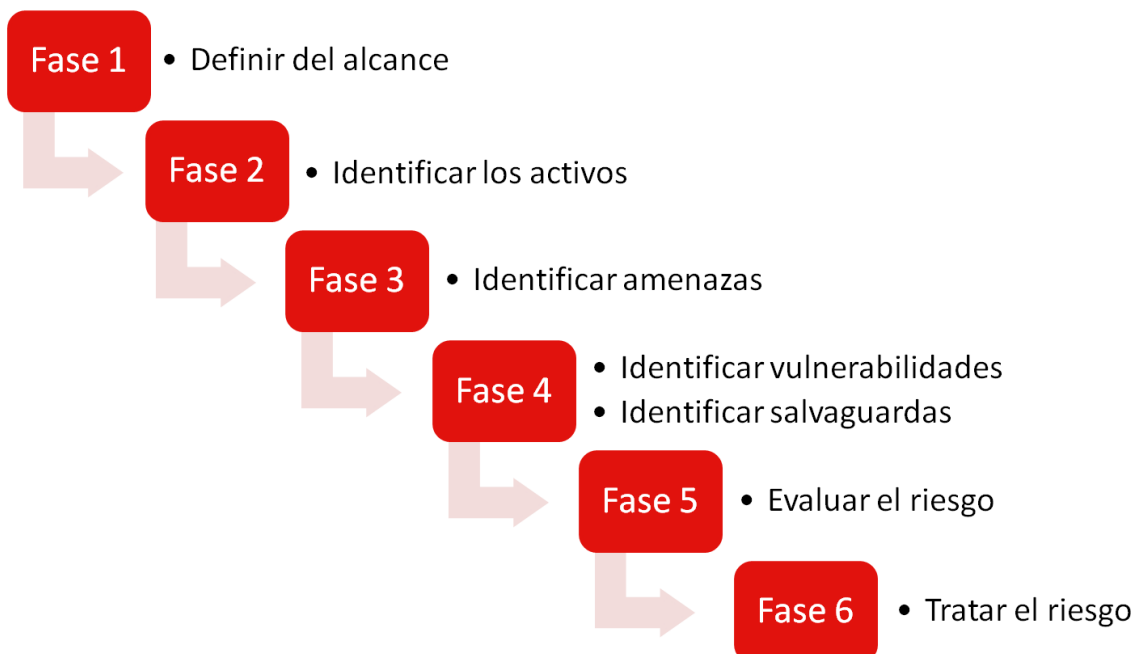 Fase 1
• Definir del alcance
Fase 2
• Identificar los activos
Fase 3
• Identificar amenazas
Fase 4
• Identificar vulnerabilidades
• Identificar salvaguardas
Fase 5
• Evaluar el riesgo
Fase 6
• Tratar el riesgo